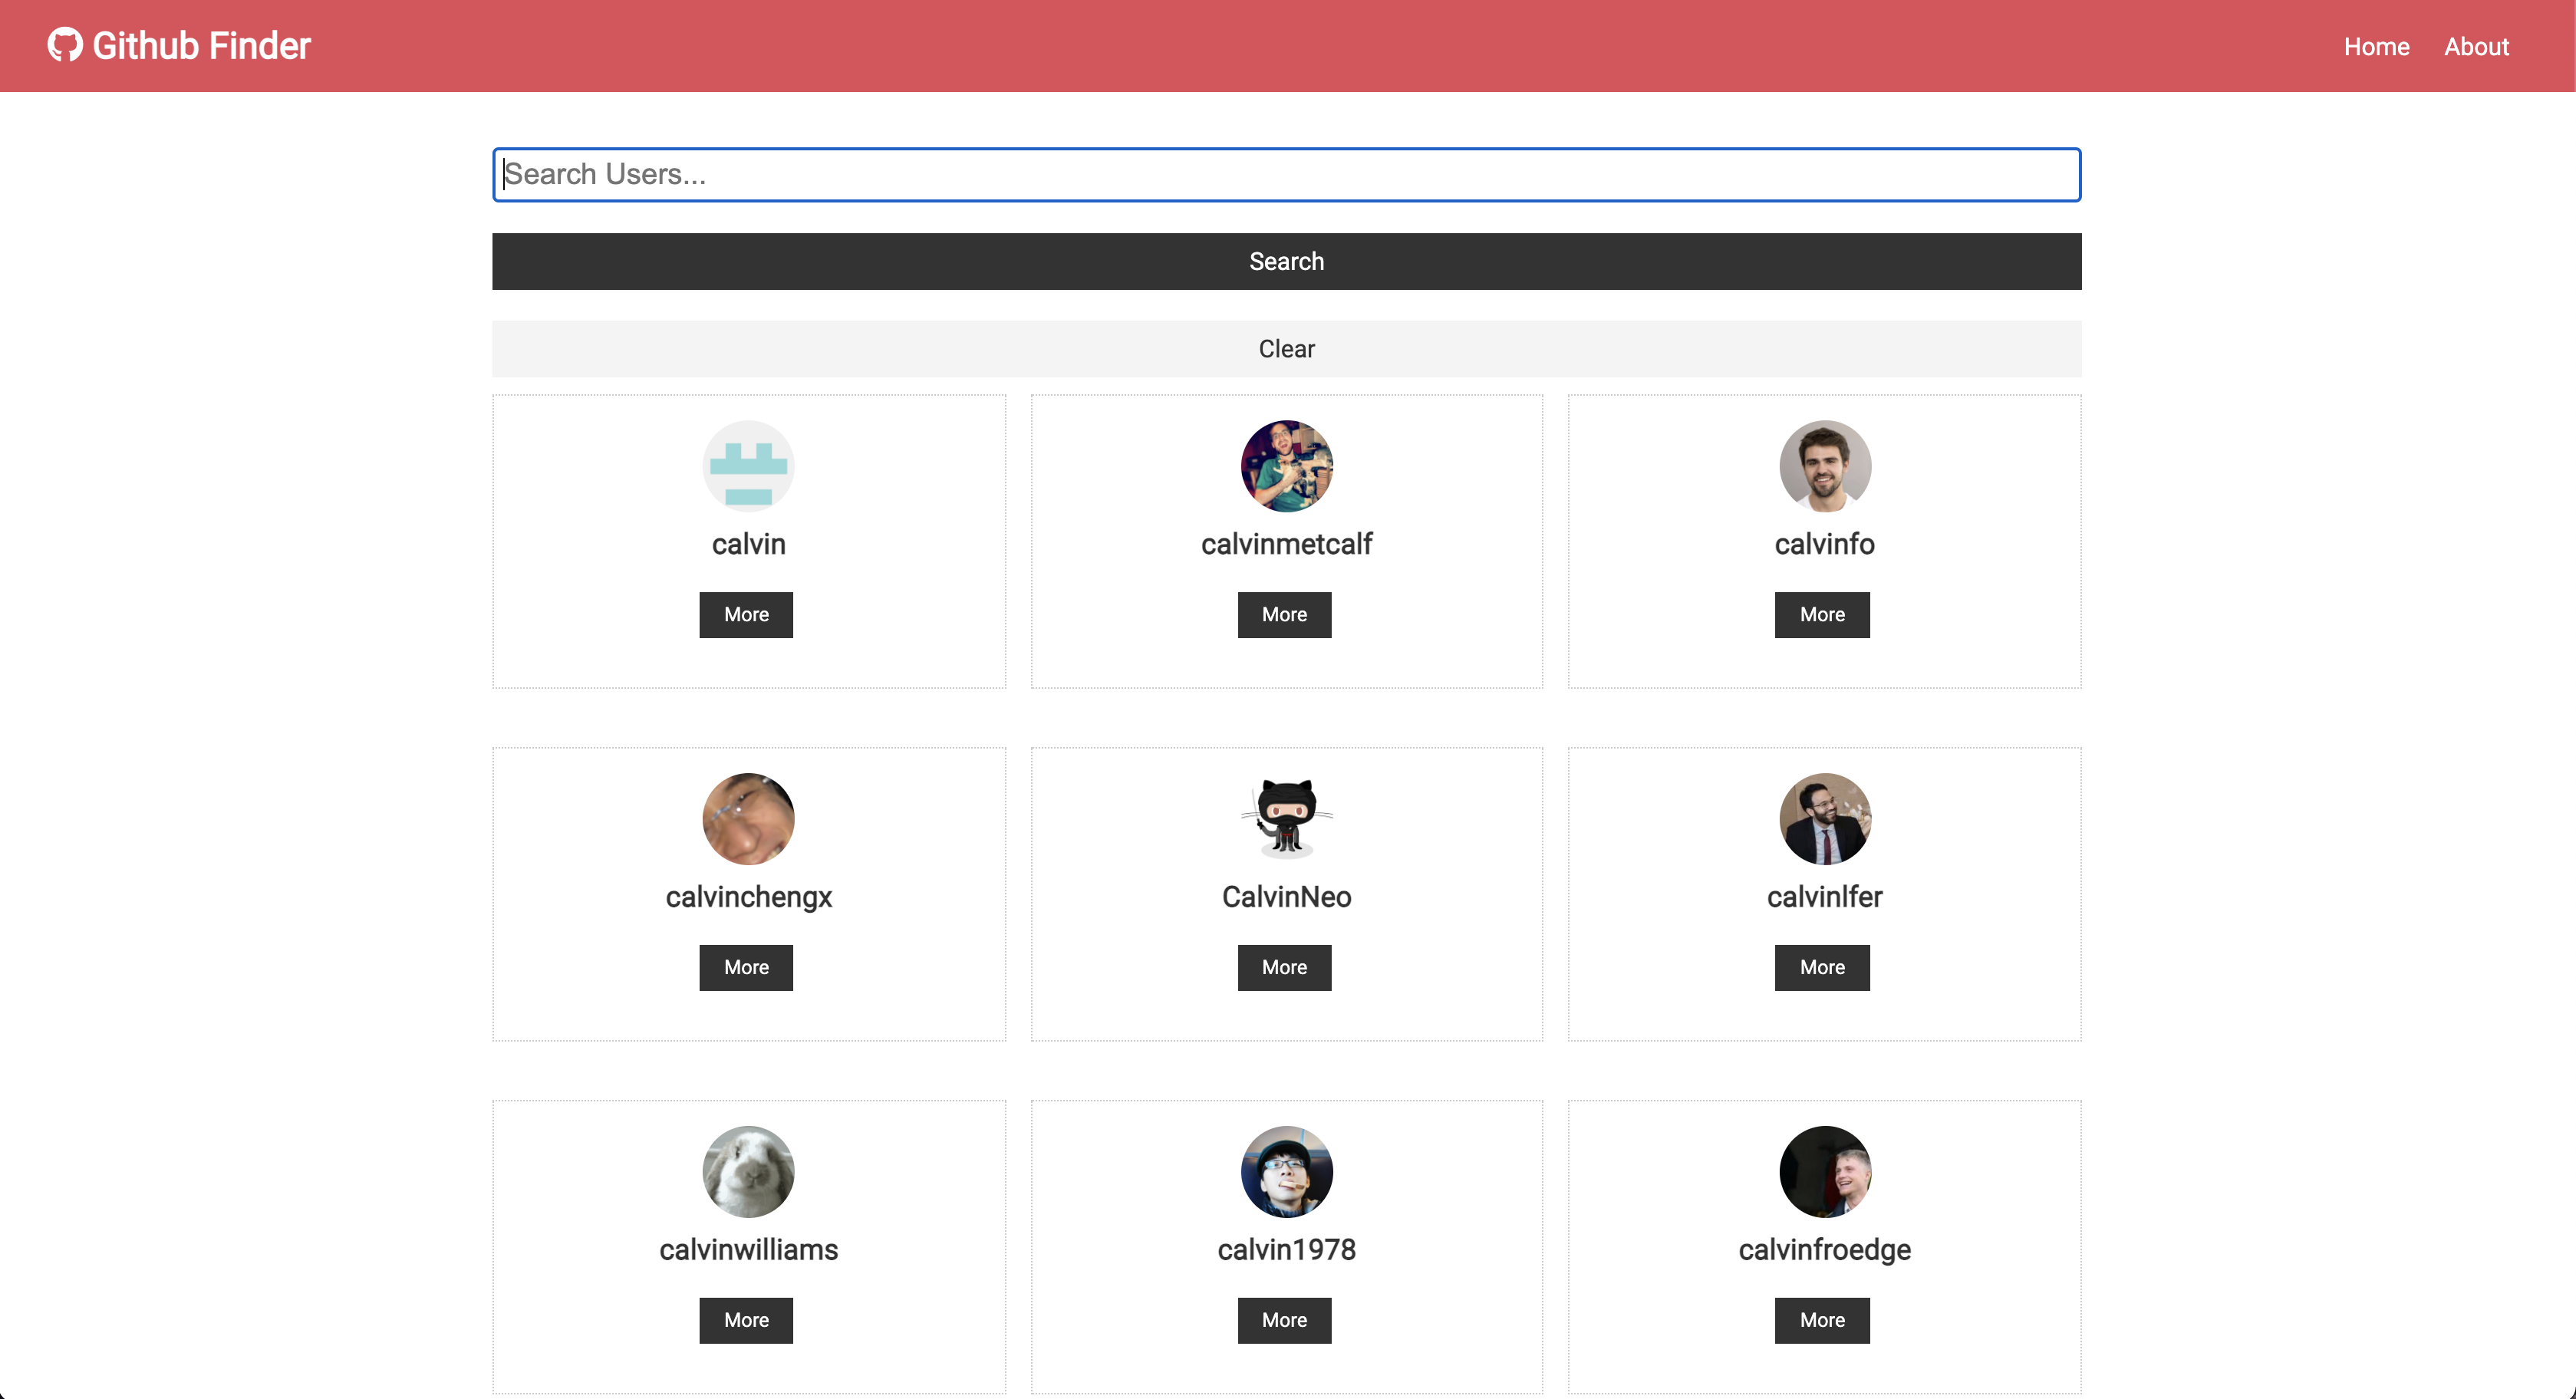 Github Finder
Home About
Search Users...
Search
Clear
calvin calvinmetcalf calvinfo
More More More
calvinchengx CalvinNeo calvinlfer
More More More
calvinwilliams calvin1978 calvinfroedge
More More More